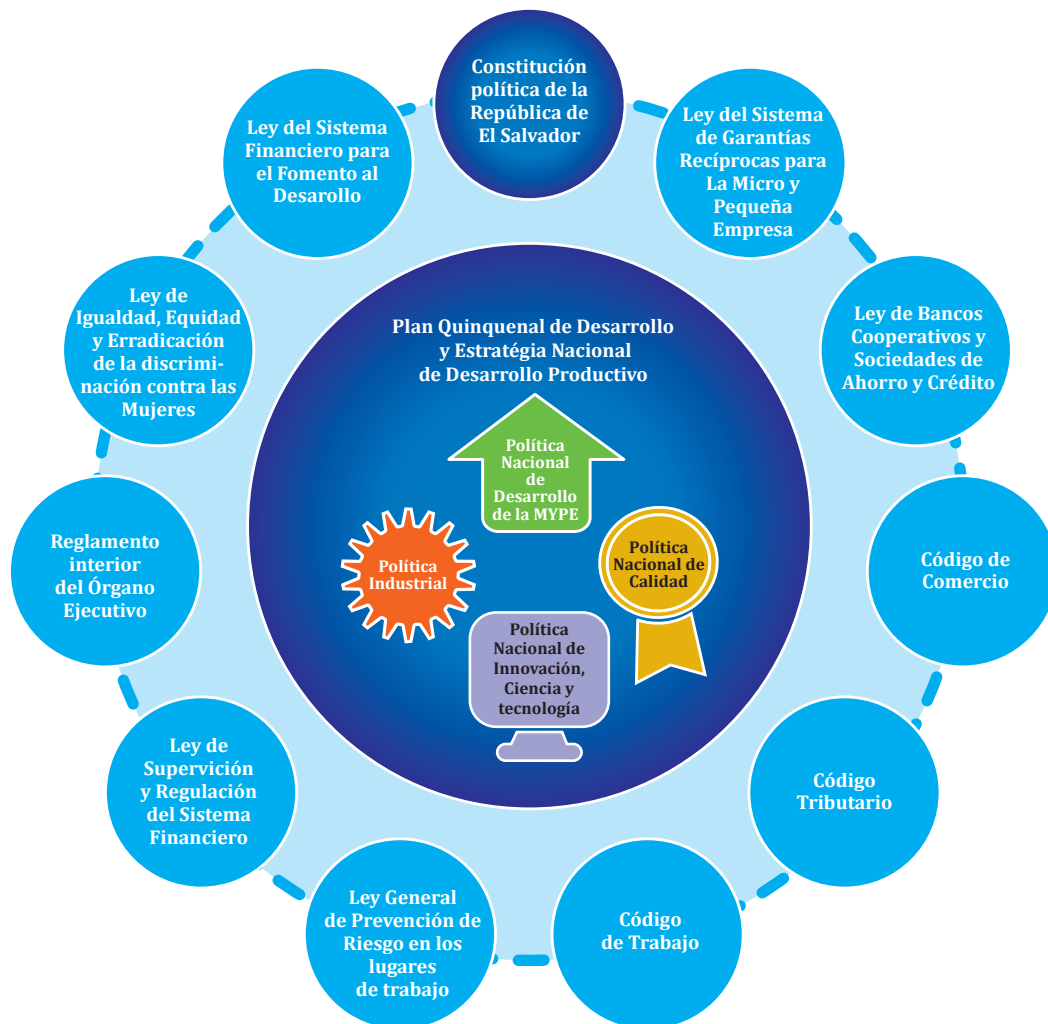 Constitución
política de la
República de
El Salvador
Ley del Sistema
de Garantías
Recíprocas para
La Micro y
Pequeña
Empresa
Ley de Bancos
Cooperativos y
Sociedades de
Ahorro y Crédito
Código de
Comercio
Código
Tributario
Código
de Trabajo
Ley General
de Prevención de
Riesgo en los
lugares
de trabajo
Ley de
Supervición
y Regulación
del Sistema
Financiero
Reglamento
interior
del Órgano
Ejecutivo
Ley de
Igualdad, Equidad
y Erradicación
de la discrimi-
nación contra las
Mujeres
Ley del Sistema
Financiero para
el Fomento al
Desarollo
Plan Quinquenal de Desarrollo
y Estratégia Nacional
de Desarrollo Productivo
Política
Nacional
de
Desarrollo
de la MYPE
Política
Industrial
Política
Nacional de
Calidad
Política
Nacional de
Innovación,
Ciencia y
tecnología